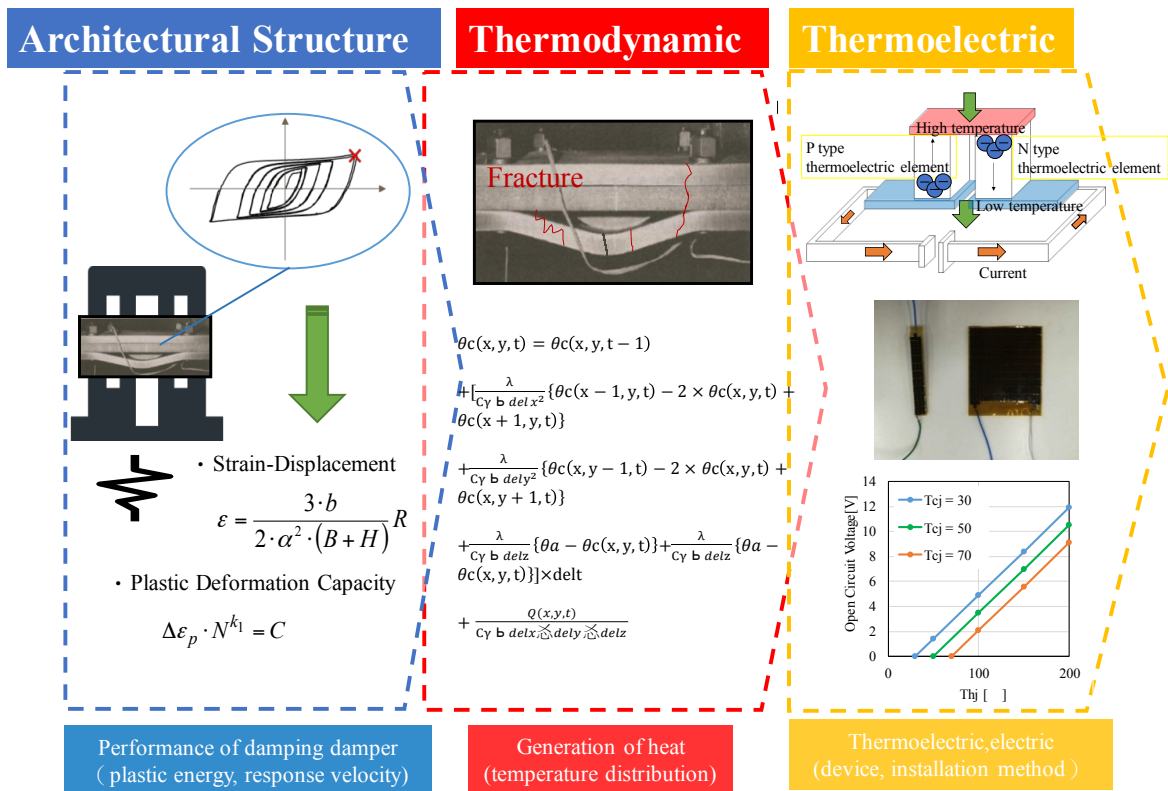 Architectural Structure
Thermodynamic
Thermoelectric
・ Strain-Displacement
ε = 3·b / 2·α²·(B+H) R
・ Plastic Deformation Capacity
Δεp · N^k1 = C
Fracture
θc(x, y, t) = θc(x, y, t − 1)
+[λ / Cγ ь delx² {θc(x − 1, y, t) − 2 × θc(x, y, t) +
θc(x + 1, y, t)}
+ λ / Cγ ь dely² {θc(x, y − 1, t) − 2 × θc(x, y, t) +
θc(x, y + 1, t)}
+ λ / Cγ ь delz {θa − θc(x, y, t)}+ λ / Cγ ь delz {θa −
θc(x, y, t)}]×delt
+ Q(x,y,t) / Cγ ь delx dely delz
High temperature
P type
thermoelectric element
N type
thermoelectric element
Low temperature
Current
Open Circuit Voltage[V]
14
12
10
8
6
4
2
0
Tcj = 30
Tcj = 50
Tcj = 70
0
100
200
Thj [ ]
Performance of damping damper
( plastic energy, response velocity)
Generation of heat
(temperature distribution)
Thermoelectric,electric
(device, installation method )